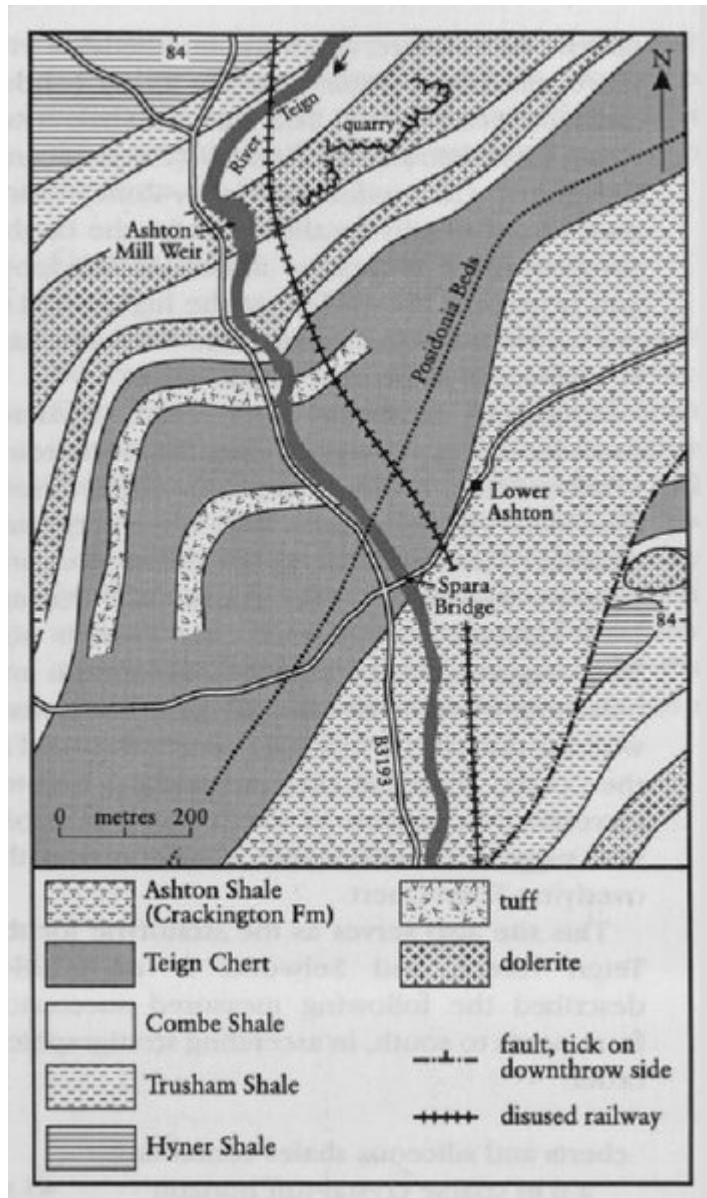 84
N
River Teign
quarry
Ashton
Mill Weir
Posidonia Beds
Lower
Ashton
Spara
Bridge
84
B3193
0 metres 200
Ashton Shale
(Crackington Fm)
Teign Chert
Combe Shale
Trusham Shale
Hyner Shale
tuff
dolerite
fault, tick on
downthrow side
disused railway